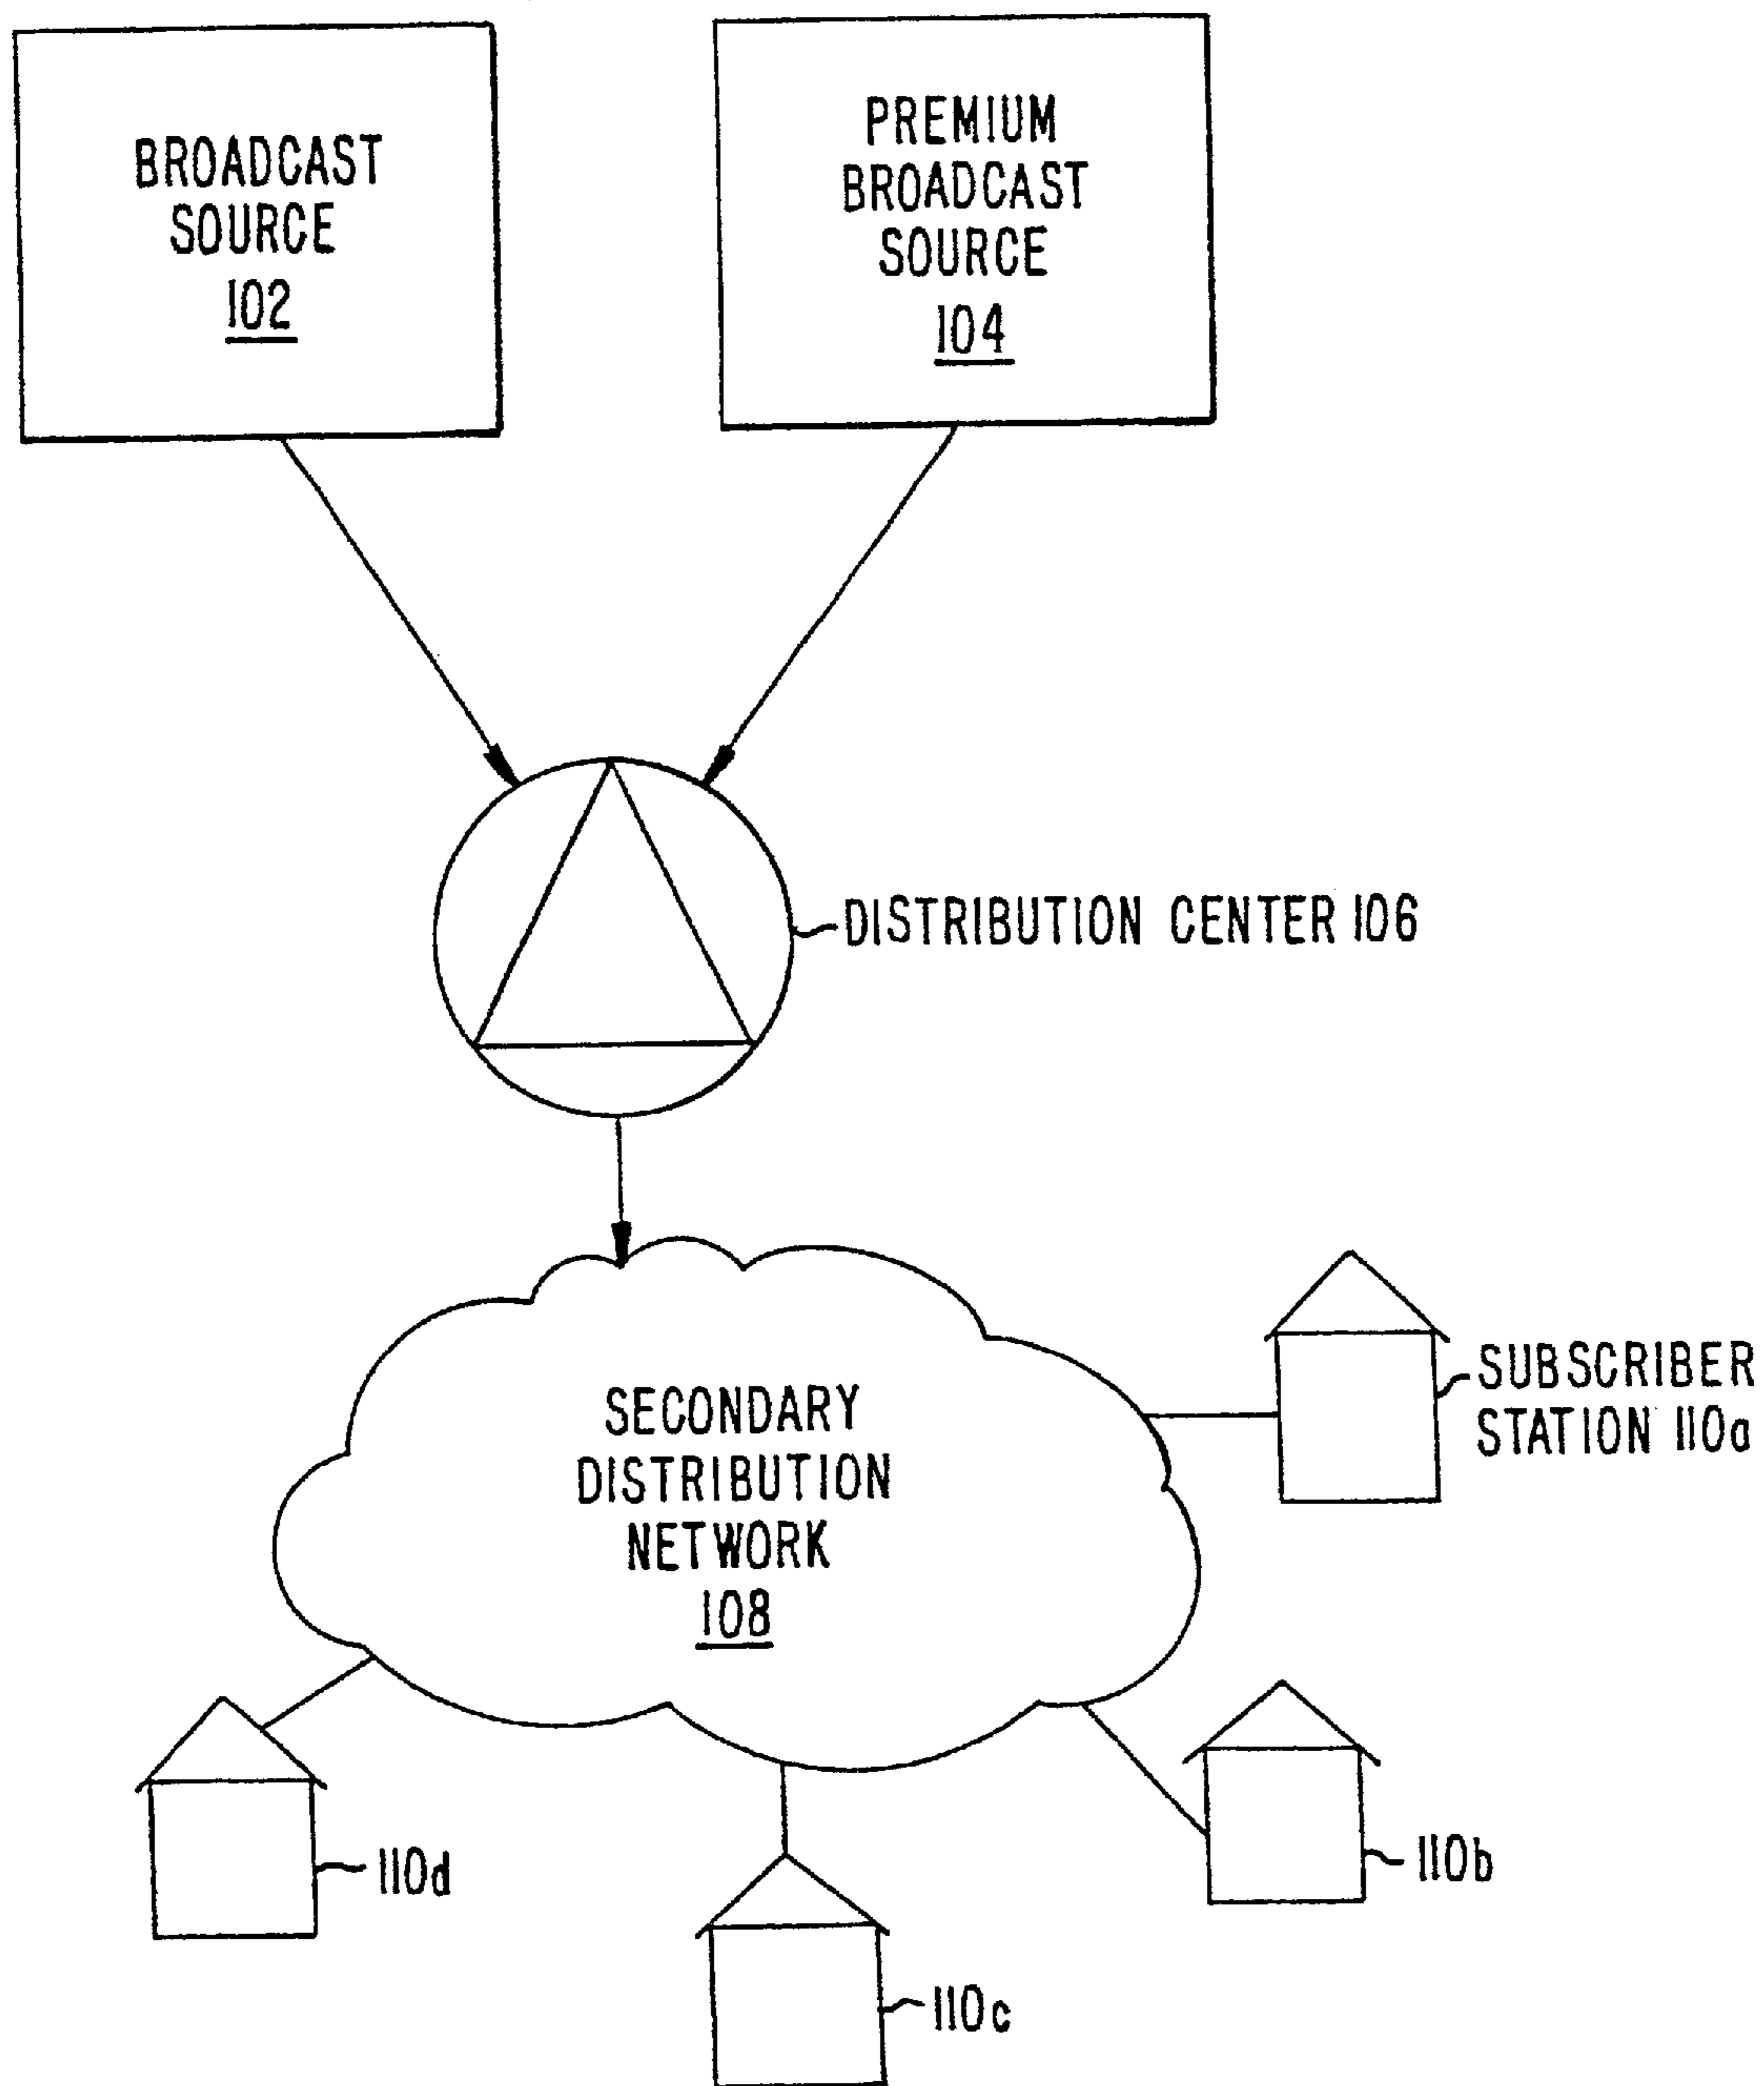 BROADCAST
SOURCE
102
PREMIUM
BROADCAST
SOURCE
104
DISTRIBUTION CENTER 106
SECONDARY
DISTRIBUTION
NETWORK
108
SUBSCRIBER
STATION 110a
110d
110c
110b